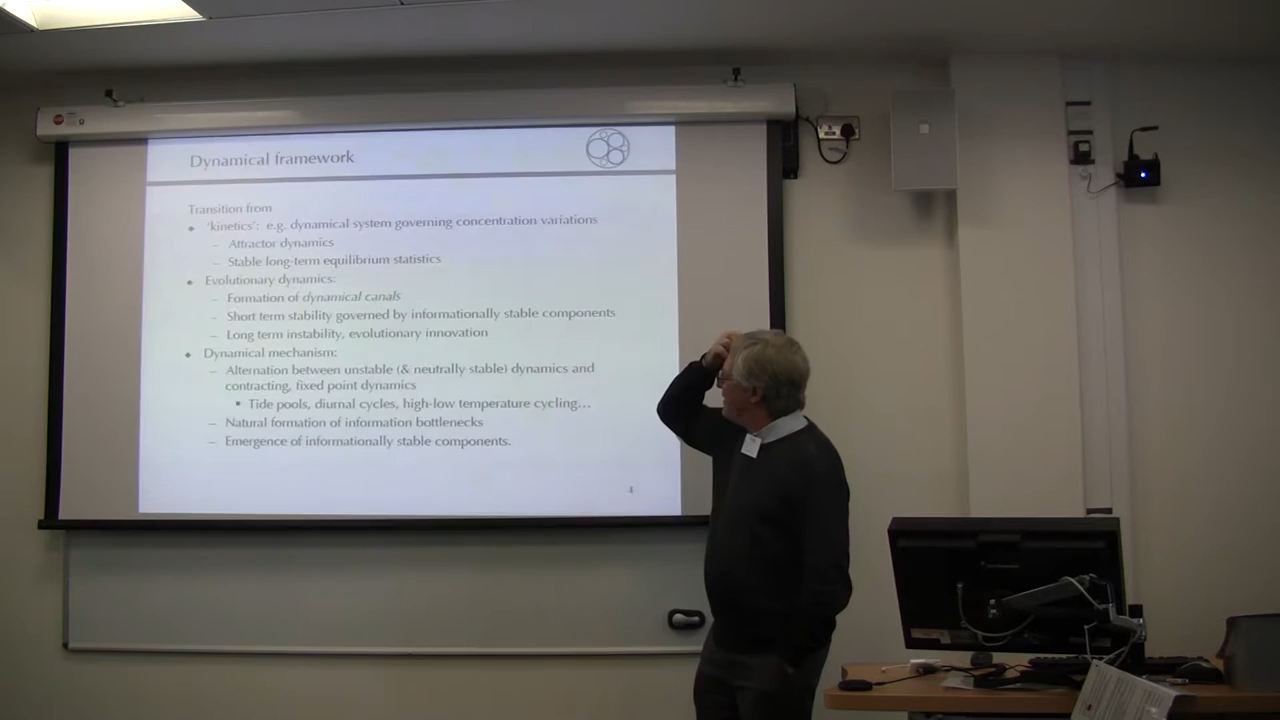 Dynamical framework
Transition from
◆ 'kinetics': e.g. dynamical system governing concentration variations
– Attractor dynamics
– Stable long-term equilibrium statistics
◆ Evolutionary dynamics:
– Formation of dynamical canals
– Short term stability governed by informationally stable components
– Long term instability, evolutionary innovation
◆ Dynamical mechanism:
– Alternation between unstable (& neutrally stable) dynamics and
contracting, fixed point dynamics
▪ Tide pools, diurnal cycles, high-low temperature cycling...
– Natural formation of information bottlenecks
– Emergence of informationally stable components.
4